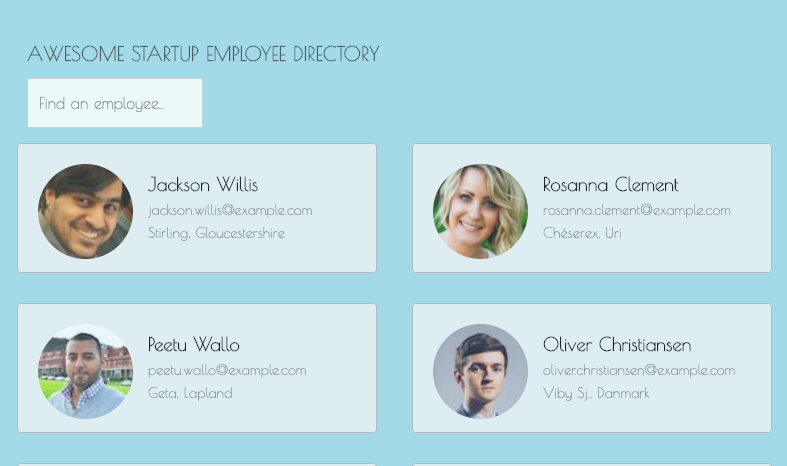 AWESOME STARTUP EMPLOYEE DIRECTORY
Find an employee..
Jackson Willis
jackson.willis@example.com
Stirling, Gloucestershire
Rosanna Clement
rosanna.clement@example.com
Chéserex, Uri
Peetu Wallo
peetu.wallo@example.com
Geta, Lapland
Oliver Christiansen
oliver.christiansen@example.com
Viby Sj., Danmark